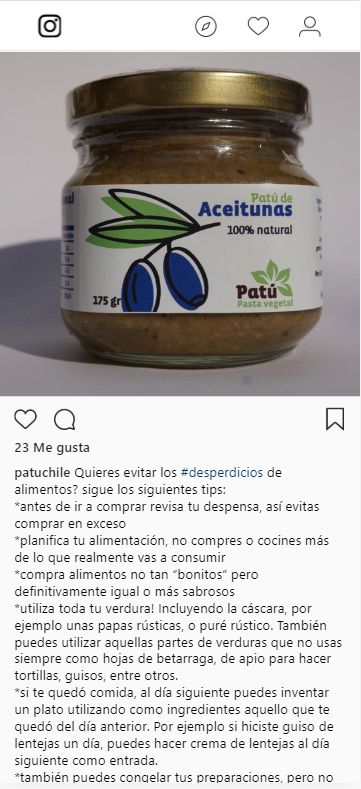 Patú de
Aceitunas
100% natural
175 gr
Patú
Pasta vegetal
23 Me gusta
patuchile Quieres evitar los #desperdicios de
alimentos? sigue los siguientes tips:
*antes de ir a comprar revisa tu despensa, así evitas
comprar en exceso
*planifica tu alimentación, no compres o cocines más
de lo que realmente vas a consumir
*compra alimentos no tan “bonitos” pero
definitivamente igual o más sabrosos
*utiliza toda tu verdura! Incluyendo la cáscara, por
ejemplo unas papas rústicas, o puré rústico. También
puedes utilizar aquellas partes de verduras que no usas
siempre como hojas de betarraga, de apio para hacer
tortillas, guisos, entre otros.
*si te quedó comida, al día siguiente puedes inventar
un plato utilizando como ingredientes aquello que te
quedó del día anterior. Por ejemplo si hiciste guiso de
lentejas un día, puedes hacer crema de lentejas al día
siguiente como entrada.
*también puedes congelar tus preparaciones, pero no